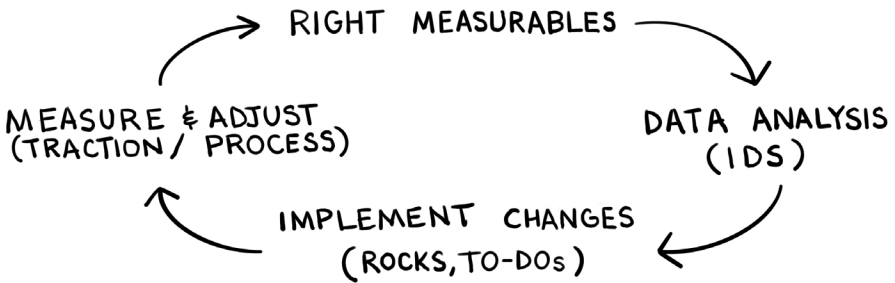 RIGHT MEASURABLES
DATA ANALYSIS
(IDS)
IMPLEMENT CHANGES
(ROCKS, TO-DOs)
MEASURE & ADJUST
(TRACTION / PROCESS)